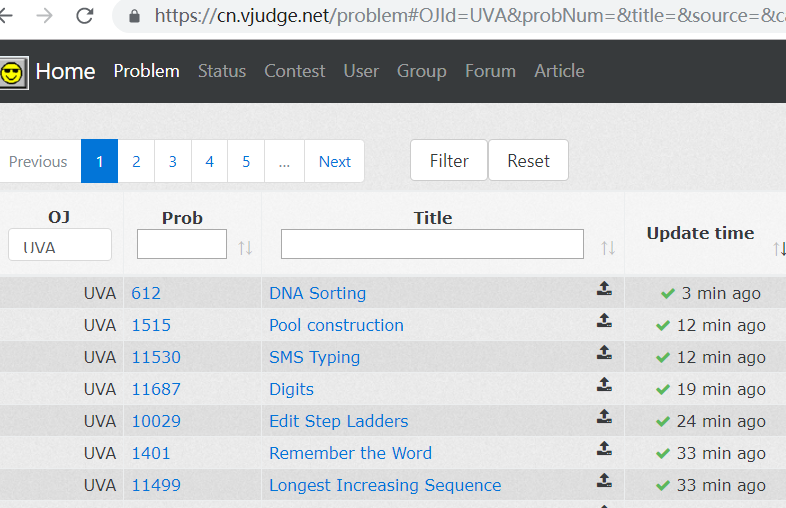 https://cn.vjudge.net/problem#OJId=UVA&probNum=&title=&source=&ca
Home Problem Status Contest User Group Forum Article
Previous 1 2 3 4 5 ... Next Filter Reset
OJ Prob Title Update time
UVA
UVA 612 DNA Sorting 3 min ago
UVA 1515 Pool construction 12 min ago
UVA 11530 SMS Typing 12 min ago
UVA 11687 Digits 19 min ago
UVA 10029 Edit Step Ladders 24 min ago
UVA 1401 Remember the Word 33 min ago
UVA 11499 Longest Increasing Sequence 33 min ago